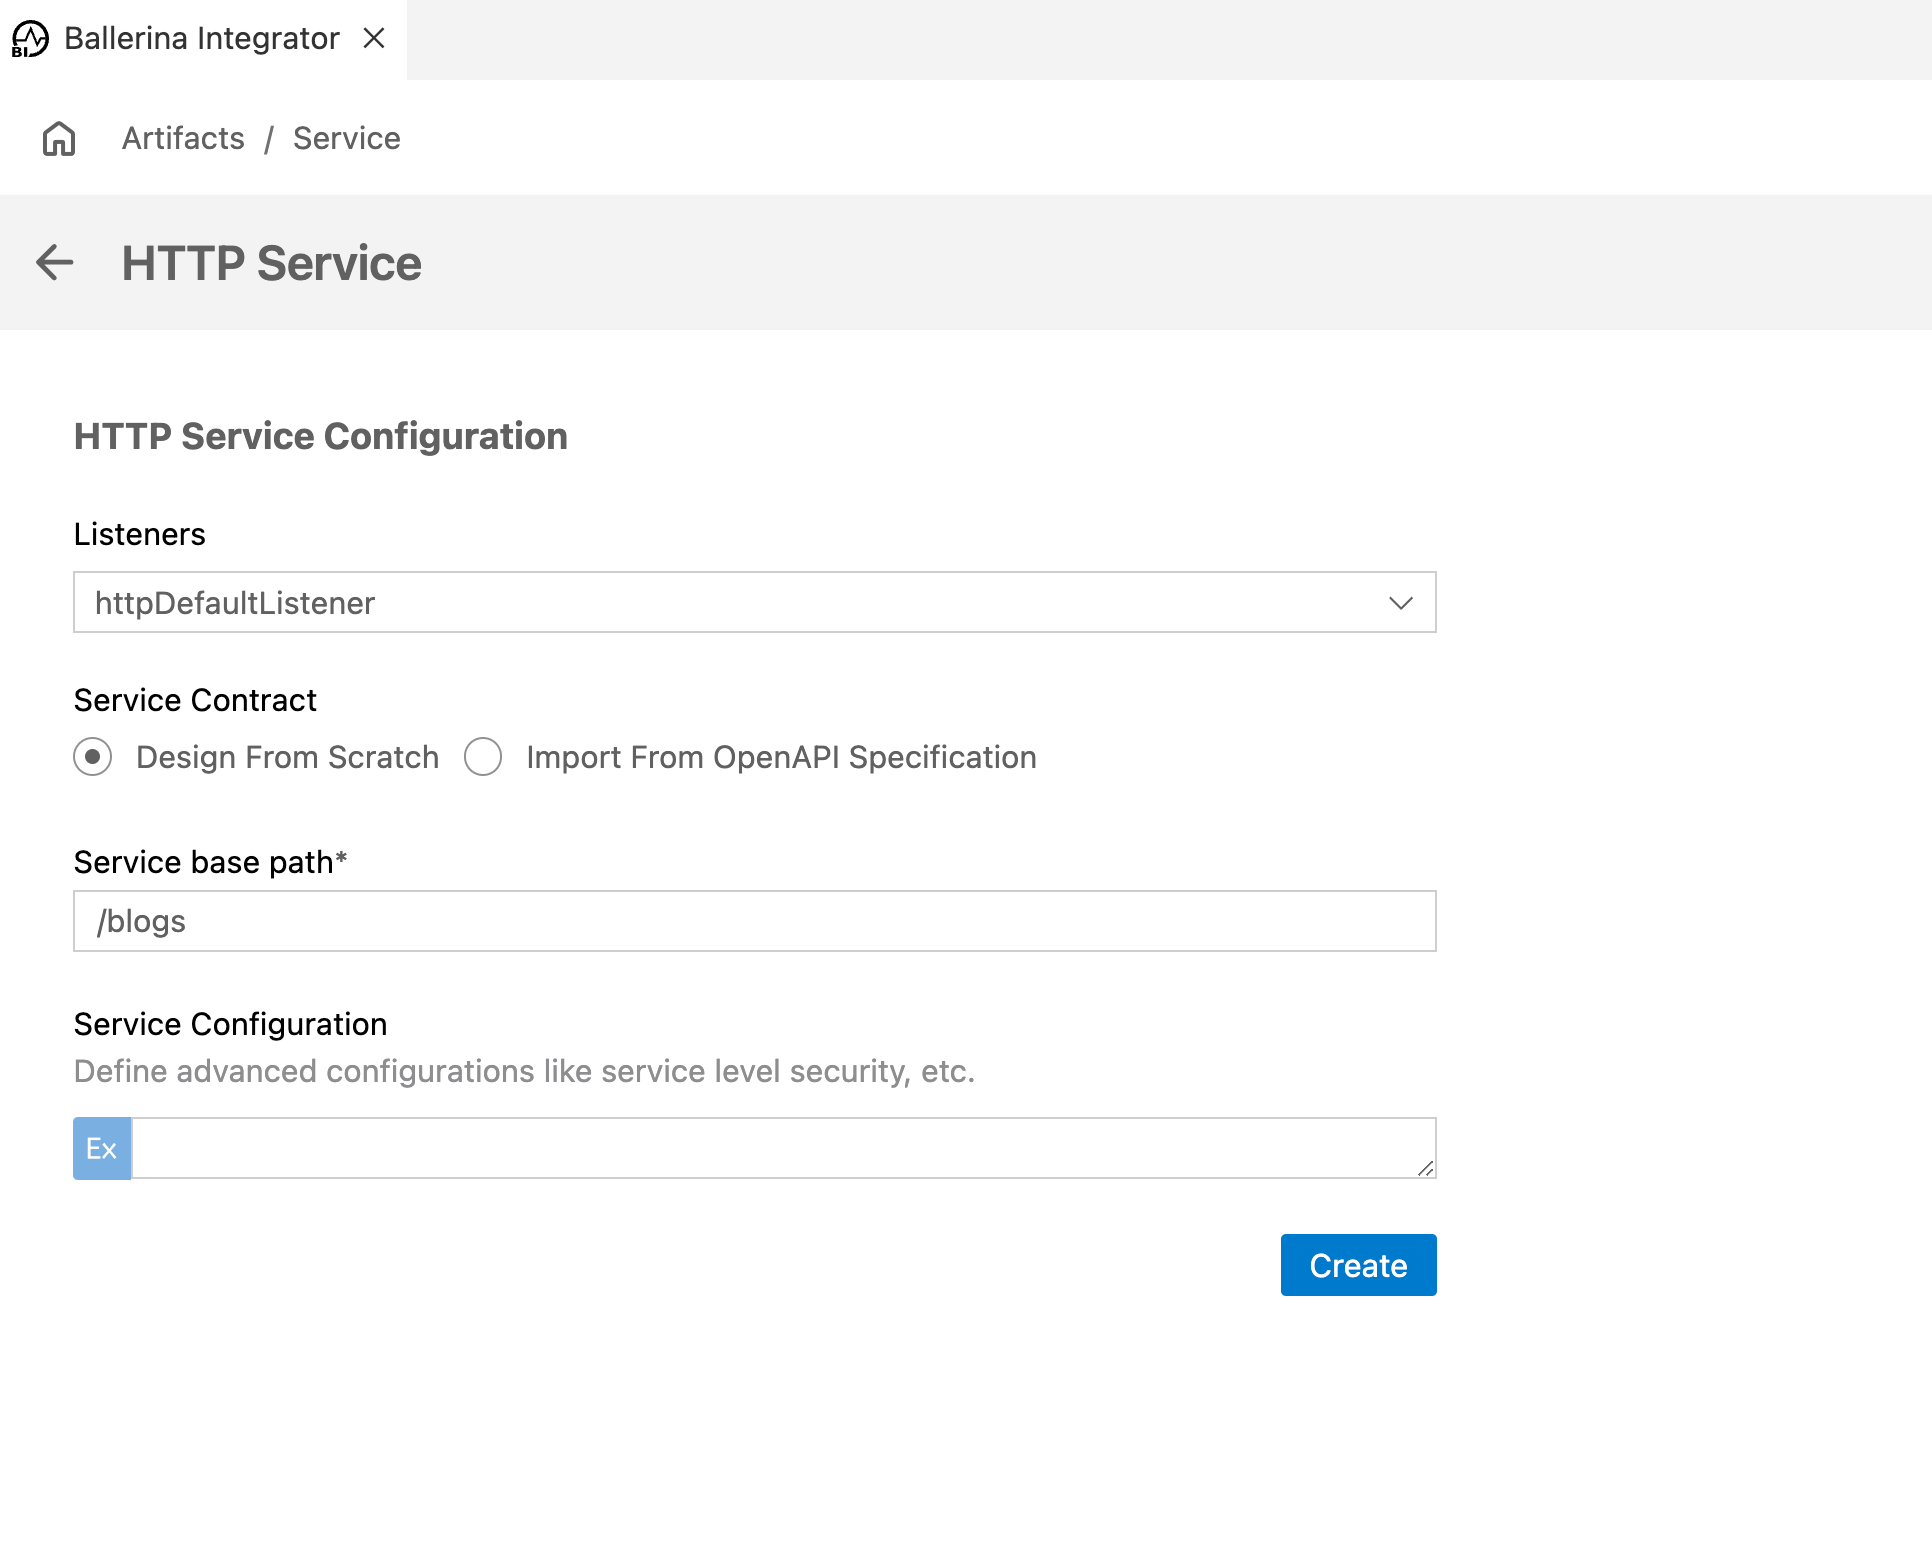 BI
Ballerina Integrator
Artifacts / Service
HTTP Service
HTTP Service Configuration
Listeners
httpDefaultListener
Service Contract
Design From Scratch Import From OpenAPI Specification
Service base path*
/blogs
Service Configuration
Define advanced configurations like service level security, etc.
Ex
Create